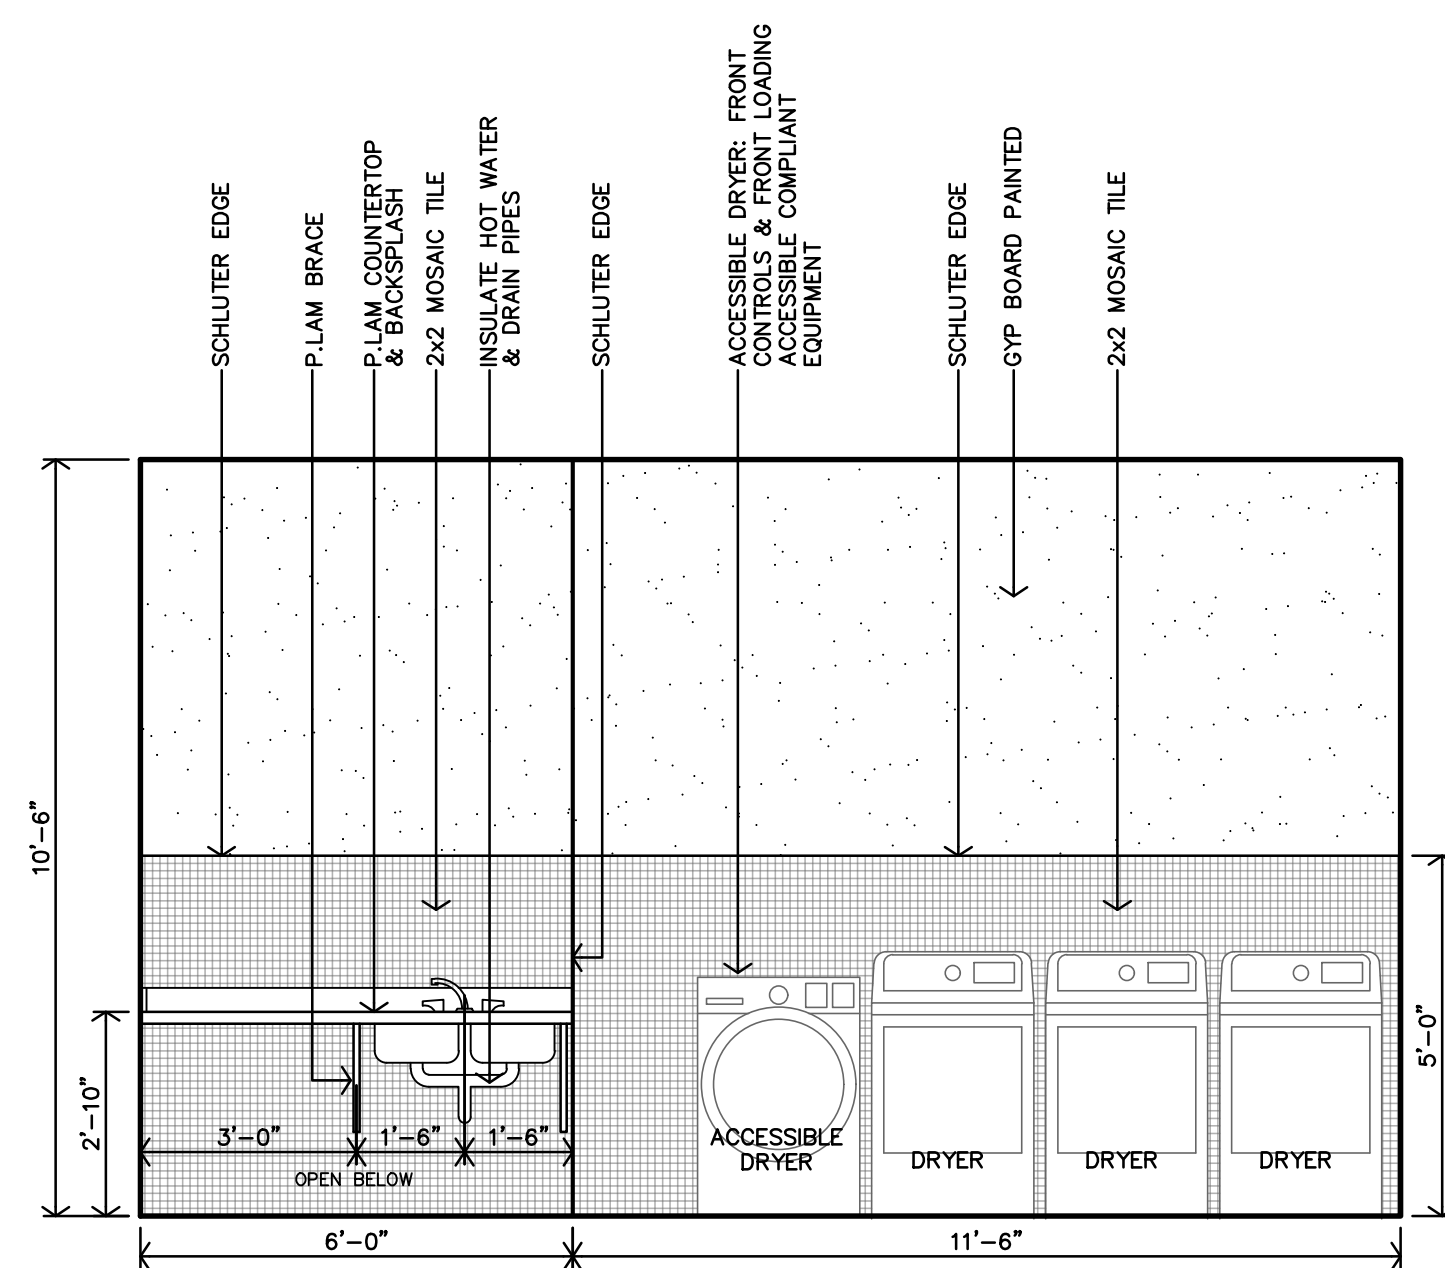 SCHLUTER EDGE
P.LAM BRACE
P.LAM COUNTERTOP
& BACKSPLASH
2x2 MOSAIC TILE
INSULATE HOT WATER
& DRAIN PIPES
SCHLUTER EDGE
ACCESSIBLE DRYER: FRONT
CONTROLS & FRONT LOADING
ACCESSIBLE COMPLIANT
EQUIPMENT
SCHLUTER EDGE
GYP BOARD PAINTED
2x2 MOSAIC TILE
10'-6"
2'-10"
5'-0"
3'-0"
1'-6"
1'-6"
OPEN BELOW
ACCESSIBLE
DRYER
DRYER
DRYER
DRYER
6'-0"
11'-6"